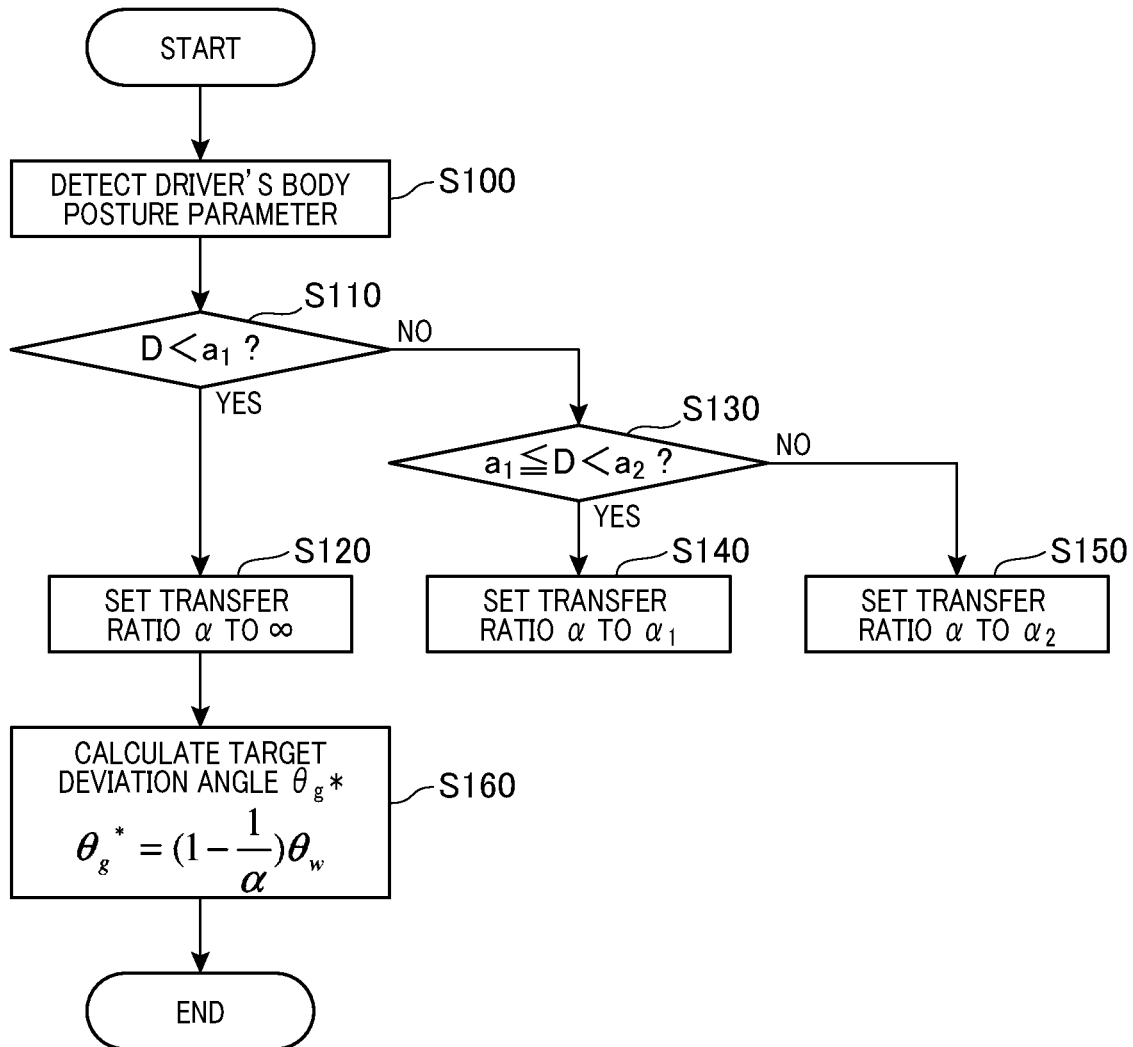 START
DETECT DRIVER'S BODY
POSTURE PARAMETER
S100
S110
D<a₁ ?
NO
YES
S130
a₁≦D<a₂ ?
NO
YES
S120
SET TRANSFER
RATIO α TO ∞
S140
SET TRANSFER
RATIO α TO α₁
S150
SET TRANSFER
RATIO α TO α₂
CALCULATE TARGET
DEVIATION ANGLE θg*
θg* = (1-1/α)θw
S160
END